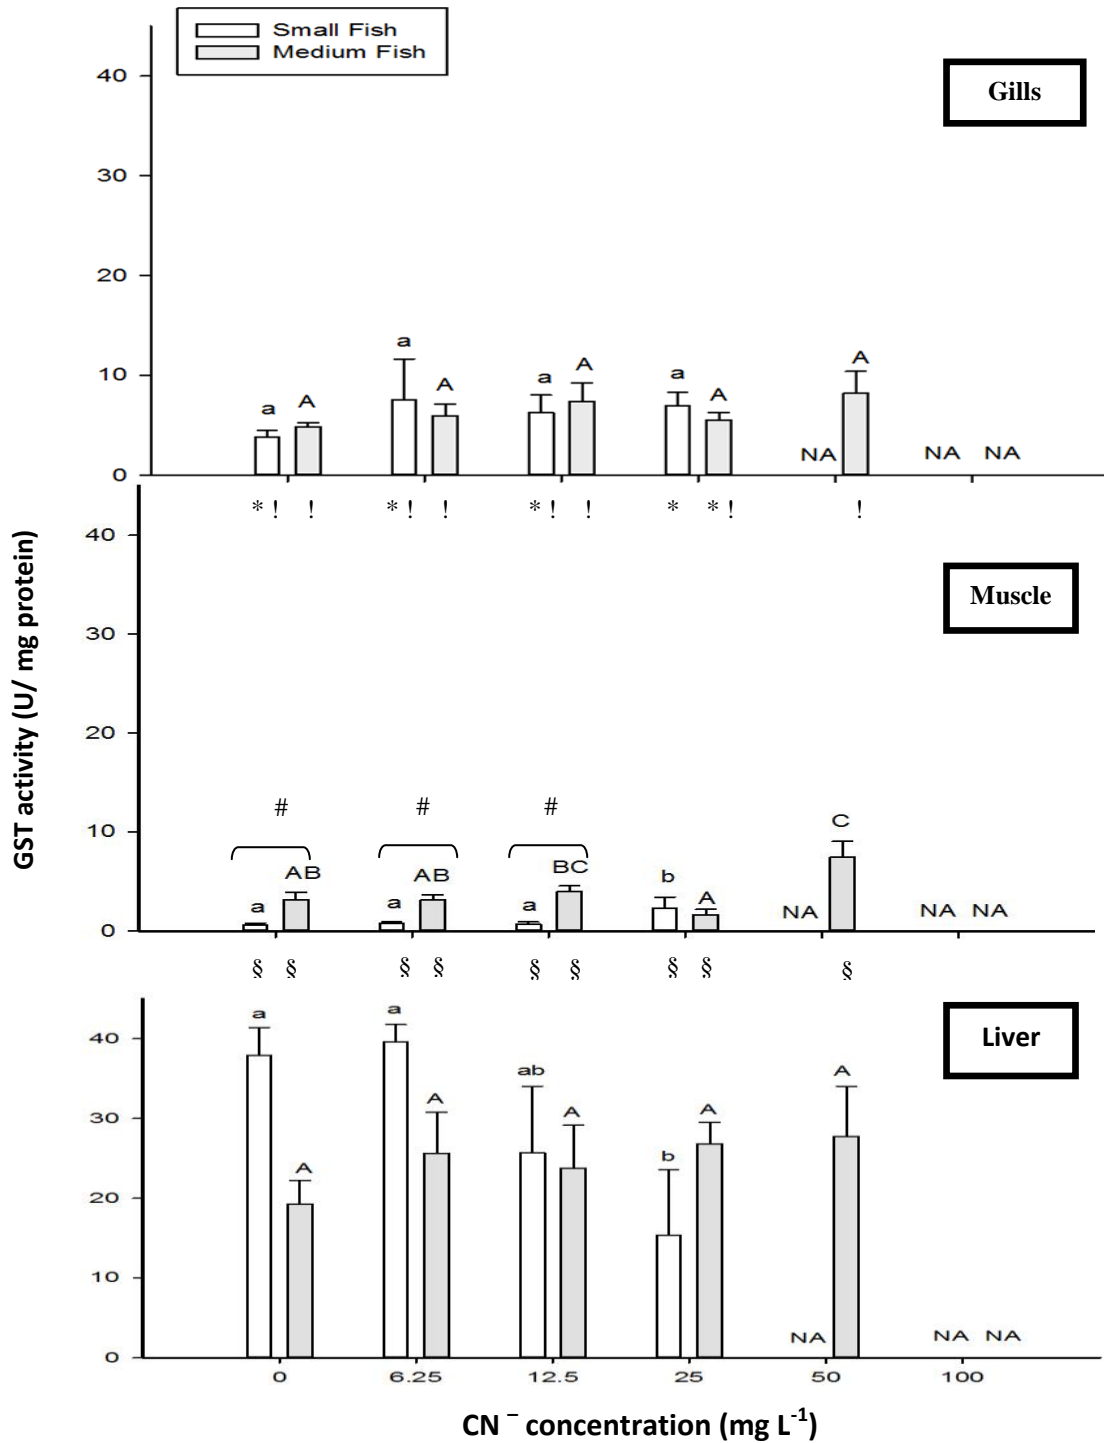 Small Fish
Medium Fish
Gills
40
30
20
10
0
a A a A a A a A NA A NA NA
* ! ! * ! ! * ! ! * * ! !
Muscle
40
30
20
10
0
# # #
a AB a AB a BC b A NA C NA NA
§ § § § § § § § §
Liver
40
30
20
10
0
a A a A ab A b A NA A NA NA
0 6.25 12.5 25 50 100
GST activity (U/ mg protein)
CN⁻ concentration (mg L⁻¹)